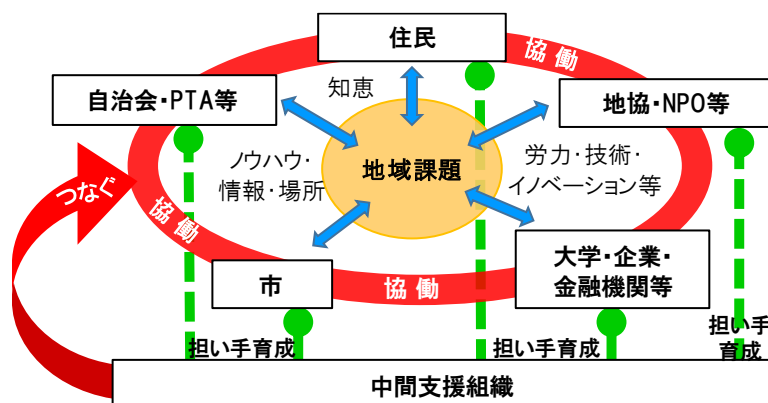 住民
協働
自治会・PTA等
知恵
地協・NPO等
ノウハウ・
情報・場所
地域課題
労力・技術・
イノベーション等
つなぐ
協働
市
協働
大学・企業・
金融機関等
担い手育成
担い手育成
担い手
育成
中間支援組織